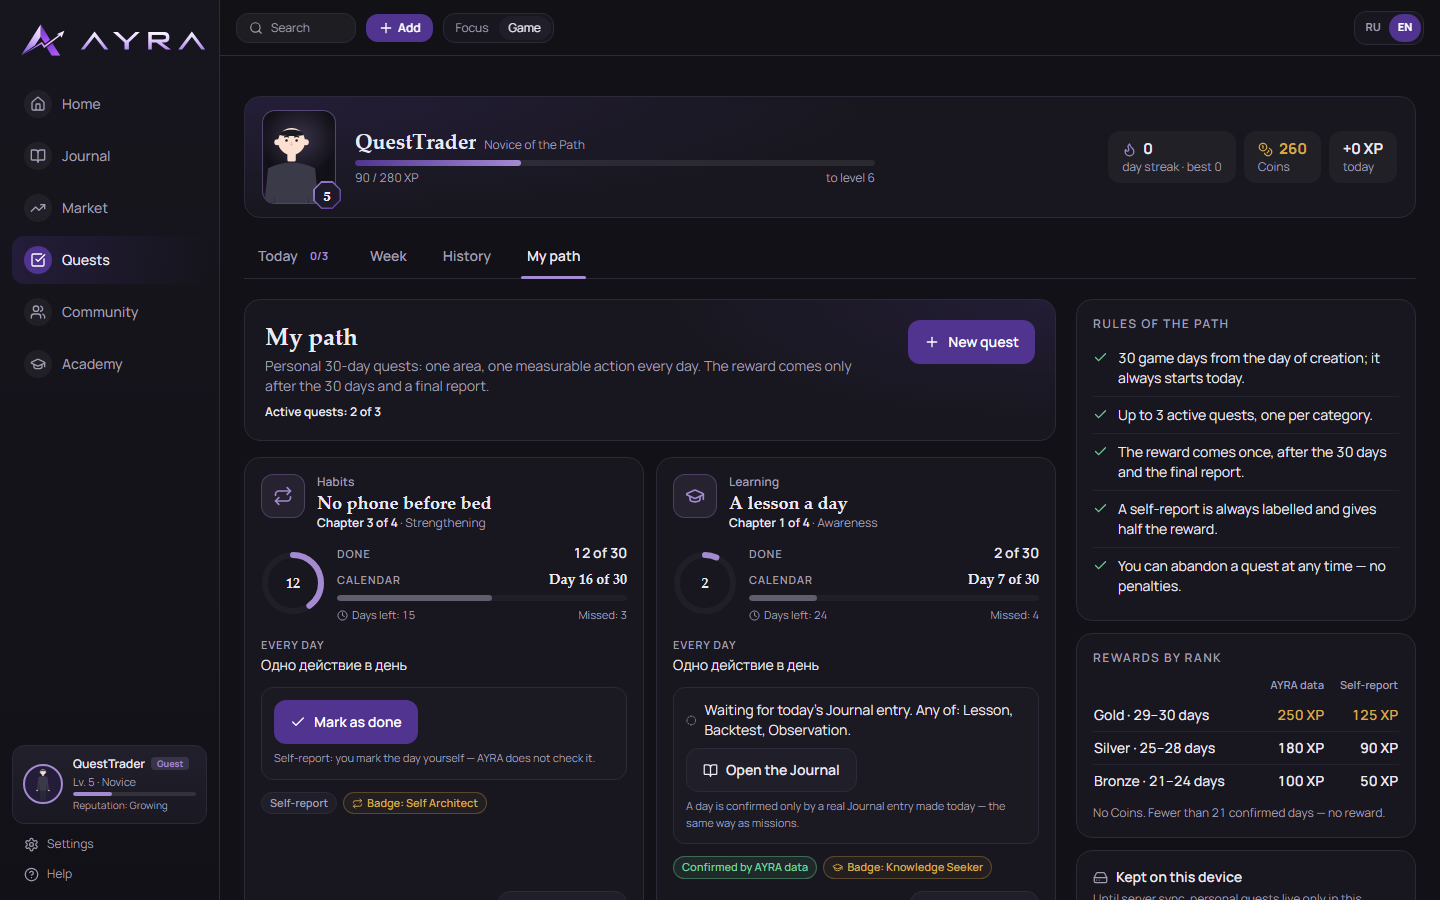 AYRA
Search
Add
Focus
Game
RU
EN
Home
Journal
Market
Quests
Community
Academy
QuestTrader
Guest
Lv. 5 · Novice
Reputation: Growing
Settings
Help
QuestTrader Novice of the Path
90 / 280 XP
to level 6
5
0
day streak · best 0
260
Coins
+0 XP
today
Today 0/3
Week
History
My path
My path
Personal 30-day quests: one area, one measurable action every day. The reward comes only
after the 30 days and a final report.
Active quests: 2 of 3
New quest
Habits
No phone before bed
Chapter 3 of 4 · Strengthening
12
DONE
12 of 30
CALENDAR
Day 16 of 30
Days left: 15
Missed: 3
EVERY DAY
Одно действие в день
Mark as done
Self-report: you mark the day yourself — AYRA does not check it.
Self-report
Badge: Self Architect
Learning
A lesson a day
Chapter 1 of 4 · Awareness
2
DONE
2 of 30
CALENDAR
Day 7 of 30
Days left: 24
Missed: 4
EVERY DAY
Одно действие в день
Waiting for today's Journal entry. Any of: Lesson,
Backtest, Observation.
Open the Journal
A day is confirmed only by a real Journal entry made today — the
same way as missions.
Confirmed by AYRA data
Badge: Knowledge Seeker
RULES OF THE PATH
30 game days from the day of creation; it
always starts today.
Up to 3 active quests, one per category.
The reward comes once, after the 30 days
and the final report.
A self-report is always labelled and gives
half the reward.
You can abandon a quest at any time — no
penalties.
REWARDS BY RANK
AYRA data Self-report
Gold · 29–30 days 250 XP 125 XP
Silver · 25–28 days 180 XP 90 XP
Bronze · 21–24 days 100 XP 50 XP
No Coins. Fewer than 21 confirmed days — no reward.
Kept on this device
Until server sync, personal quests live only in this